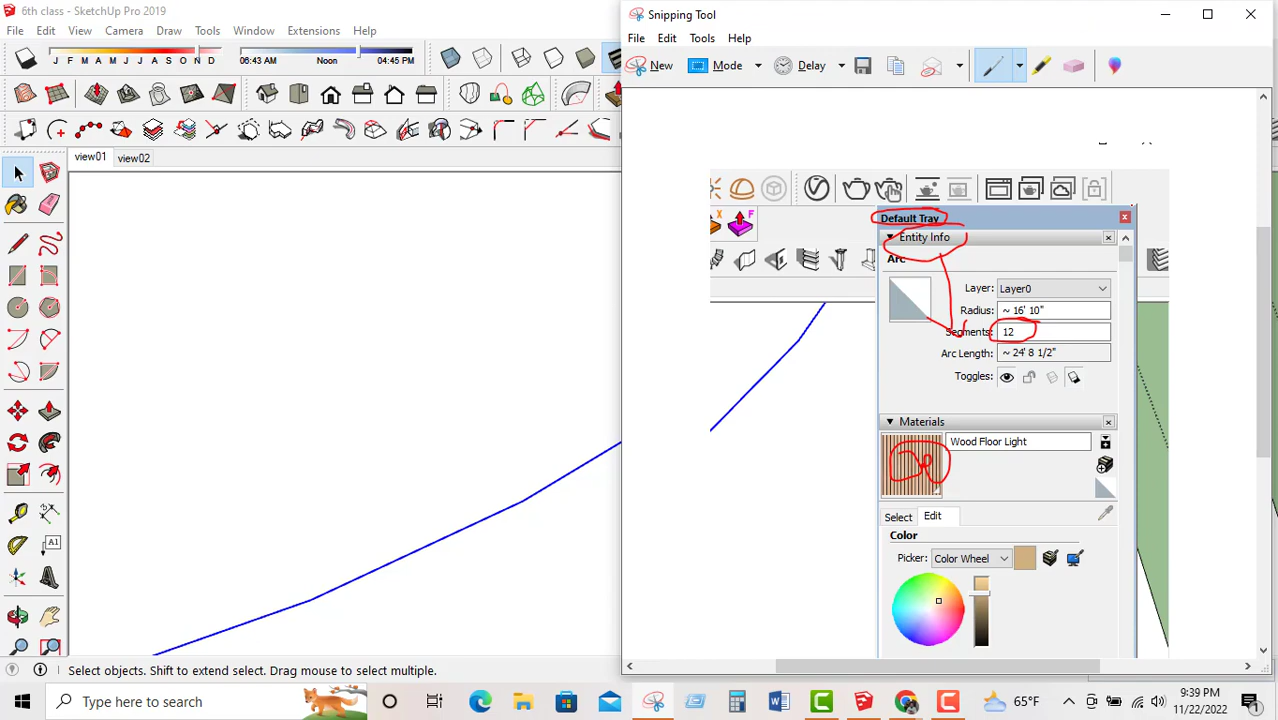 6th class - SketchUp Pro 2019
File Edit View Camera Draw Tools Window Extensions Help
J F M A M J J A S O N D
06:43 AM Noon 04:45 PM
view01 view02
A1
Select objects. Shift to extend select. Drag mouse to select multiple.
Snipping Tool
File Edit Tools Help
New Mode Delay
X F
Default Tray
Entity Info
Arc
Layer: Layer0
Radius: ~ 16' 10"
Segments: 12
Arc Length: ~ 24' 8 1/2"
Toggles:
Materials
Wood Floor Light
Select Edit
Color
Picker: Color Wheel
Type here to search
65°F
9:39 PM
11/22/2022
1